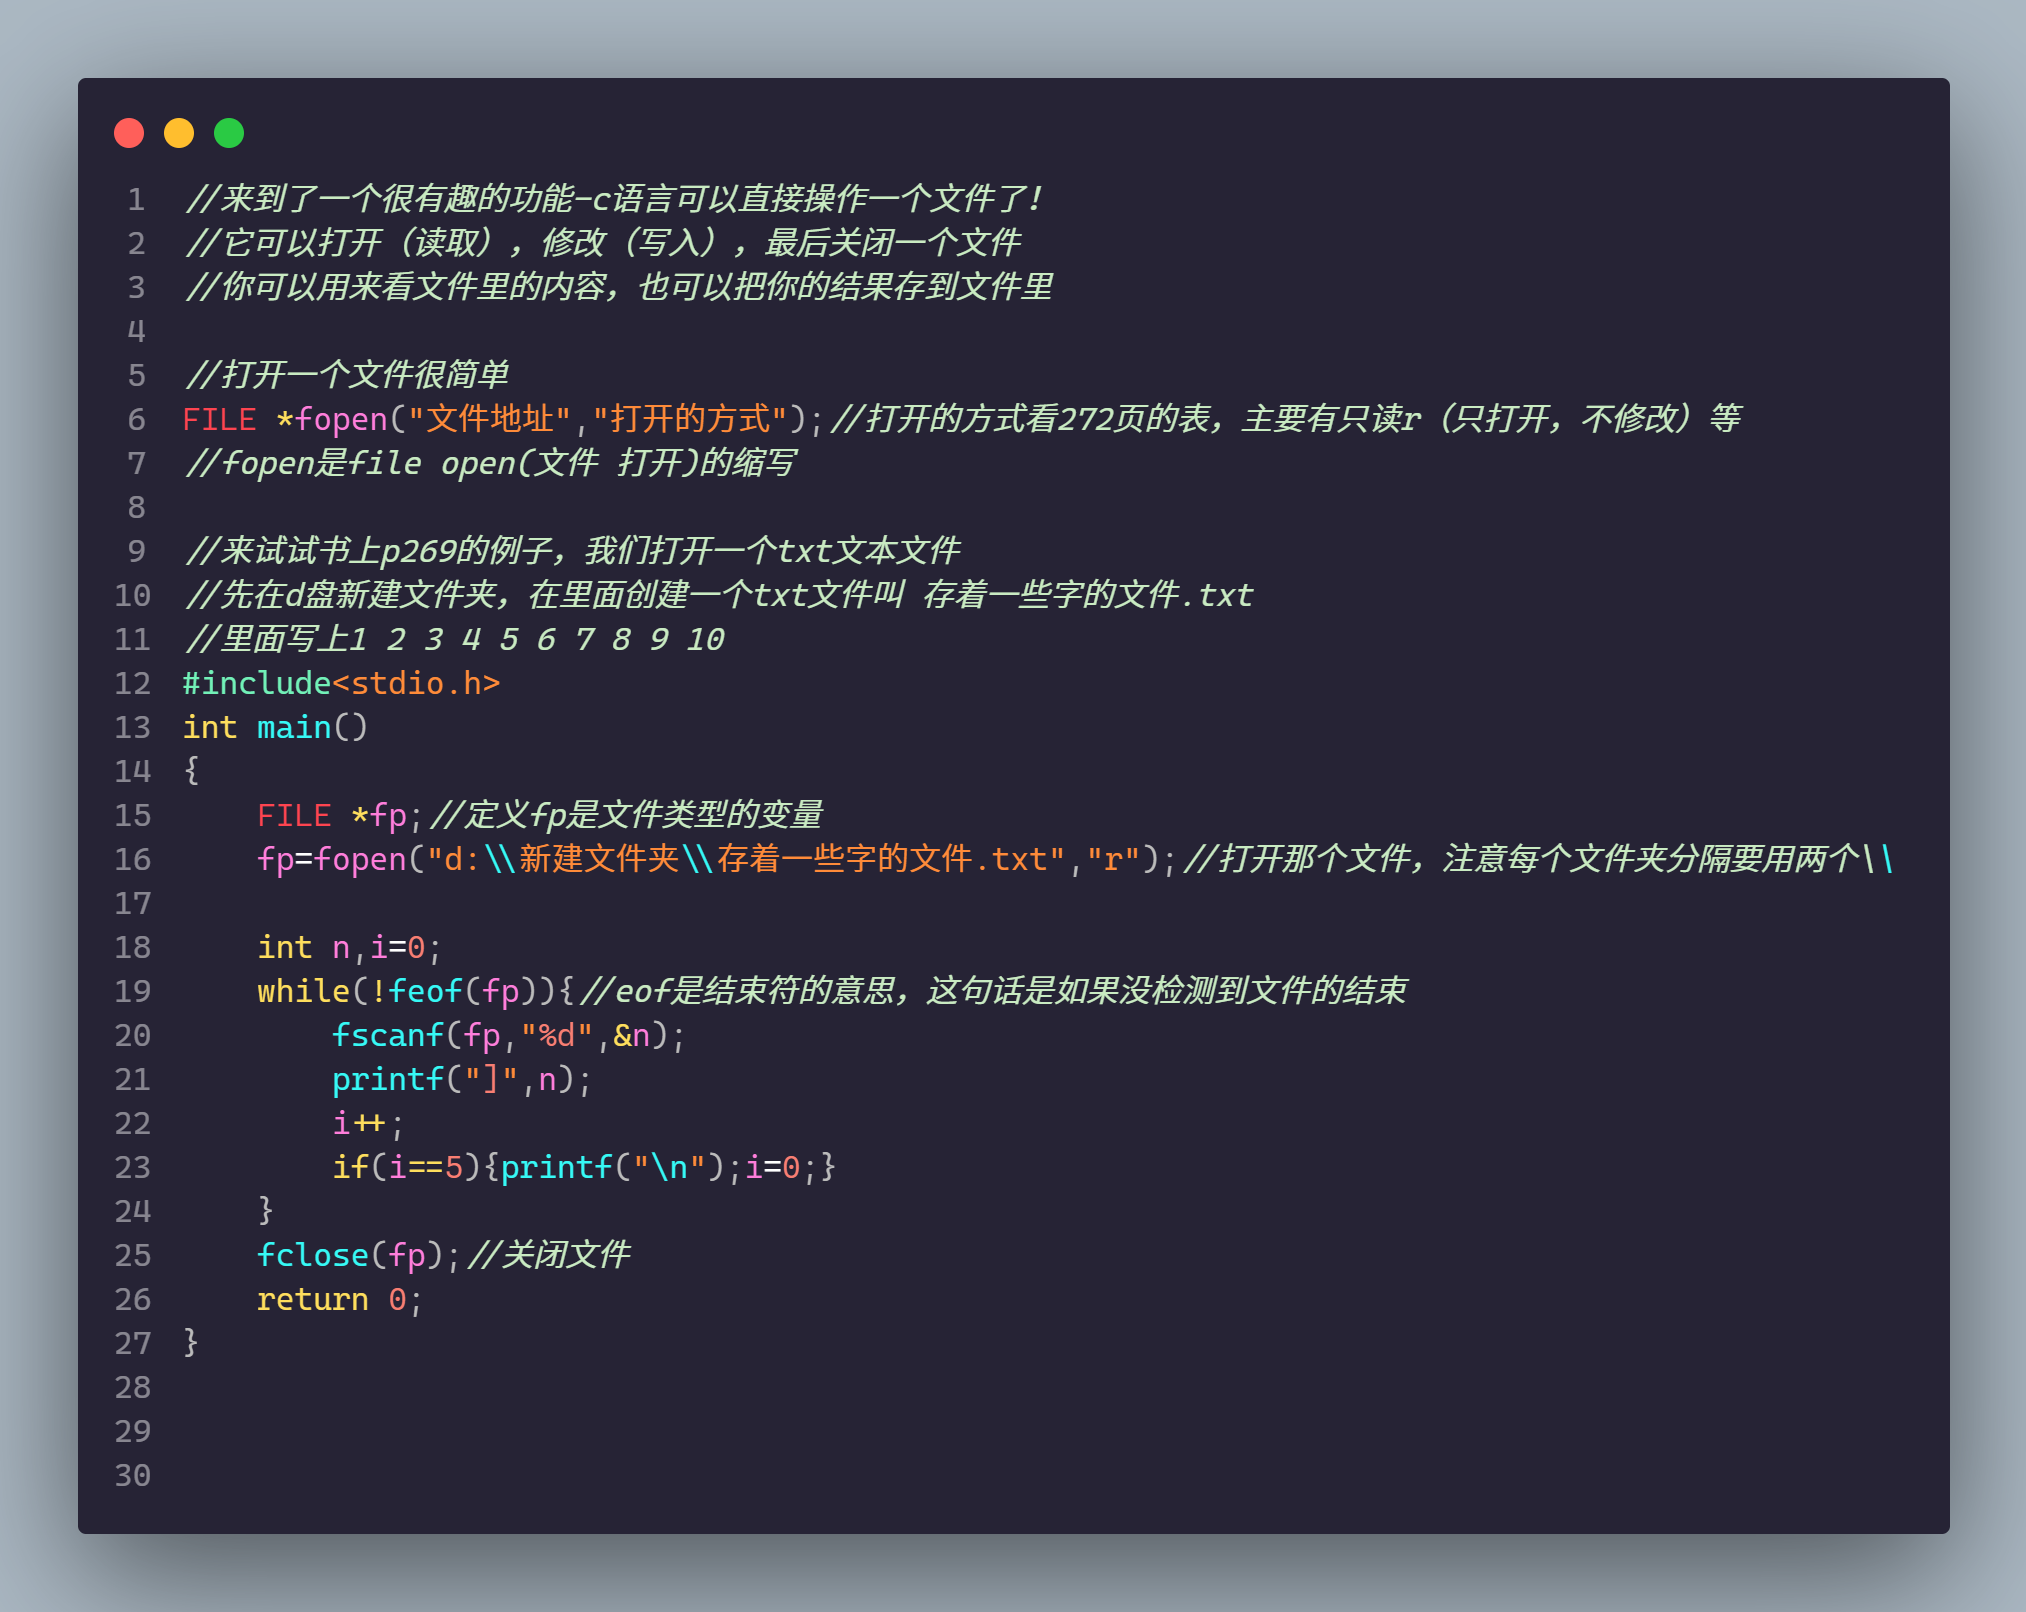 1 //来到了一个很有趣的功能-c语言可以直接操作一个文件了!
2 //它可以打开（读取），修改（写入），最后关闭一个文件
3 //你可以用来看文件里的内容，也可以把你的结果存到文件里
4
5 //打开一个文件很简单
6 FILE *fopen("文件地址","打开的方式");//打开的方式看272页的表，主要有只读r（只打开，不修改）等
7 //fopen是file open(文件 打开)的缩写
8
9 //来试试书上p269的例子，我们打开一个txt文本文件
10 //先在d盘新建文件夹，在里面创建一个txt文件叫 存着一些字的文件.txt
11 //里面写上1 2 3 4 5 6 7 8 9 10
12 #include<stdio.h>
13 int main()
14 {
15     FILE *fp;//定义fp是文件类型的变量
16     fp=fopen("d:\\新建文件夹\\存着一些字的文件.txt","r");//打开那个文件，注意每个文件夹分隔要用两个\\
17
18     int n,i=0;
19     while(!feof(fp)){//eof是结束符的意思，这句话是如果没检测到文件的结束
20         fscanf(fp,"%d",&n);
21         printf("]",n);
22         i++;
23         if(i==5){printf("\n");i=0;}
24     }
25     fclose(fp);//关闭文件
26     return 0;
27 }
28
29
30